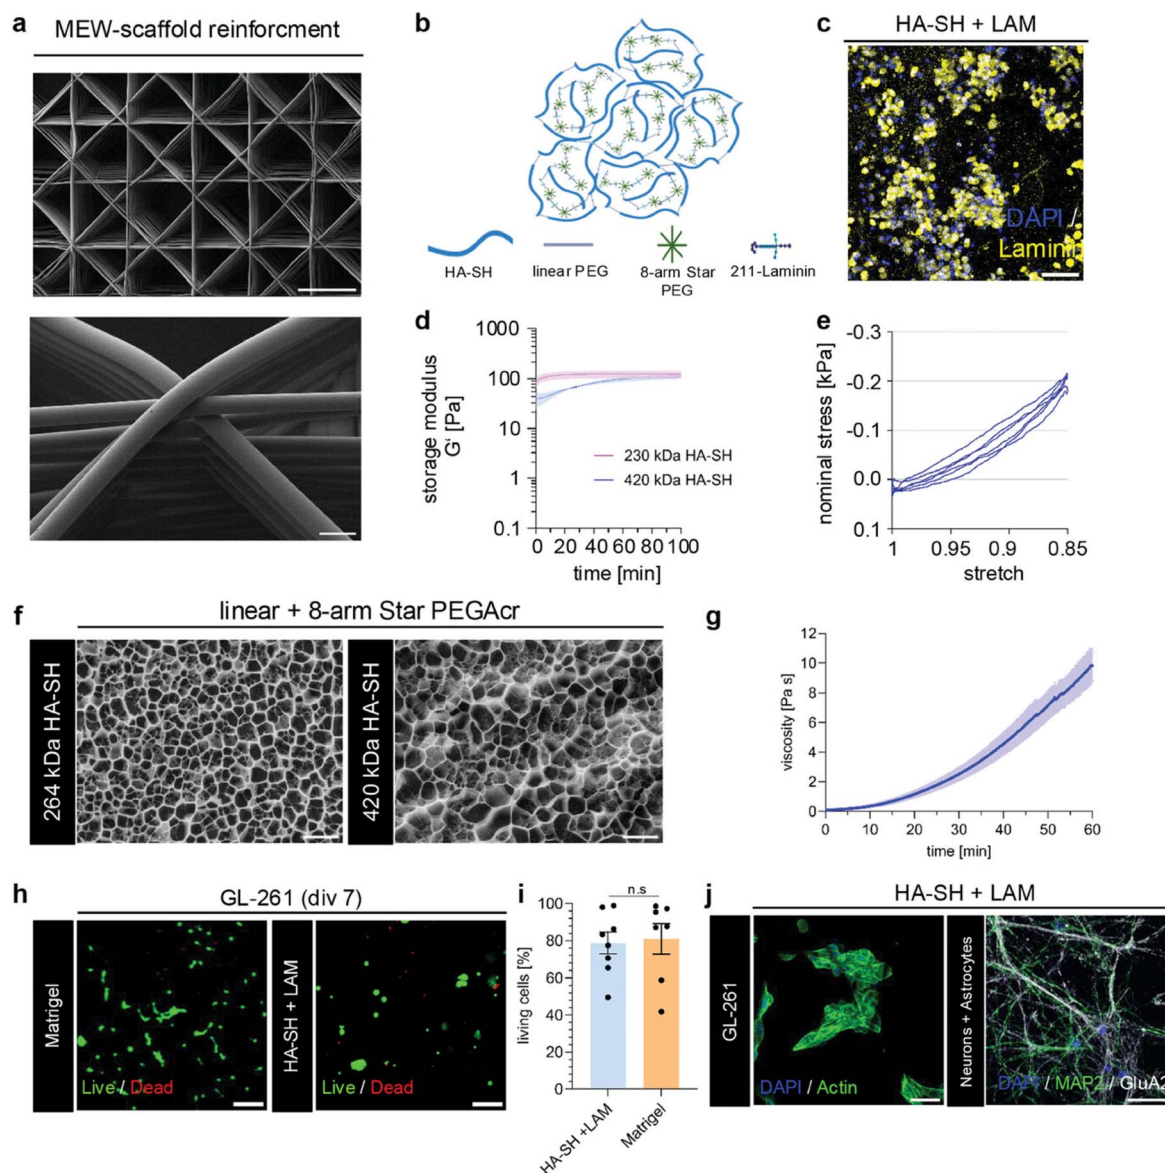 a
MEW-scaffold reinforcment
b
HA-SH
linear PEG
8-arm Star
PEG
211-Laminin
c
HA-SH + LAM
DAPI /
Laminin
d
storage modulus
G' [Pa]
1000
100
10
1
0.1
230 kDa HA-SH
420 kDa HA-SH
0 20 40 60 80 100
time [min]
e
nominal stress [kPa]
-0.3
-0.2
-0.1
0.0
0.1
1 0.95 0.9 0.85
stretch
f
linear + 8-arm Star PEGAcr
264 kDa HA-SH
420 kDa HA-SH
g
viscosity [Pa s]
12
10
8
6
4
2
0
0 10 20 30 40 50 60
time [min]
h
GL-261 (div 7)
Matrigel
Live / Dead
HA-SH + LAM
Live / Dead
i
n.s
living cells [%]
100
80
60
40
20
0
HA-SH +LAM
Matrigel
j
HA-SH + LAM
GL-261
DAPI / Actin
Neurons + Astrocytes
DAPI / MAP2 / GluA2